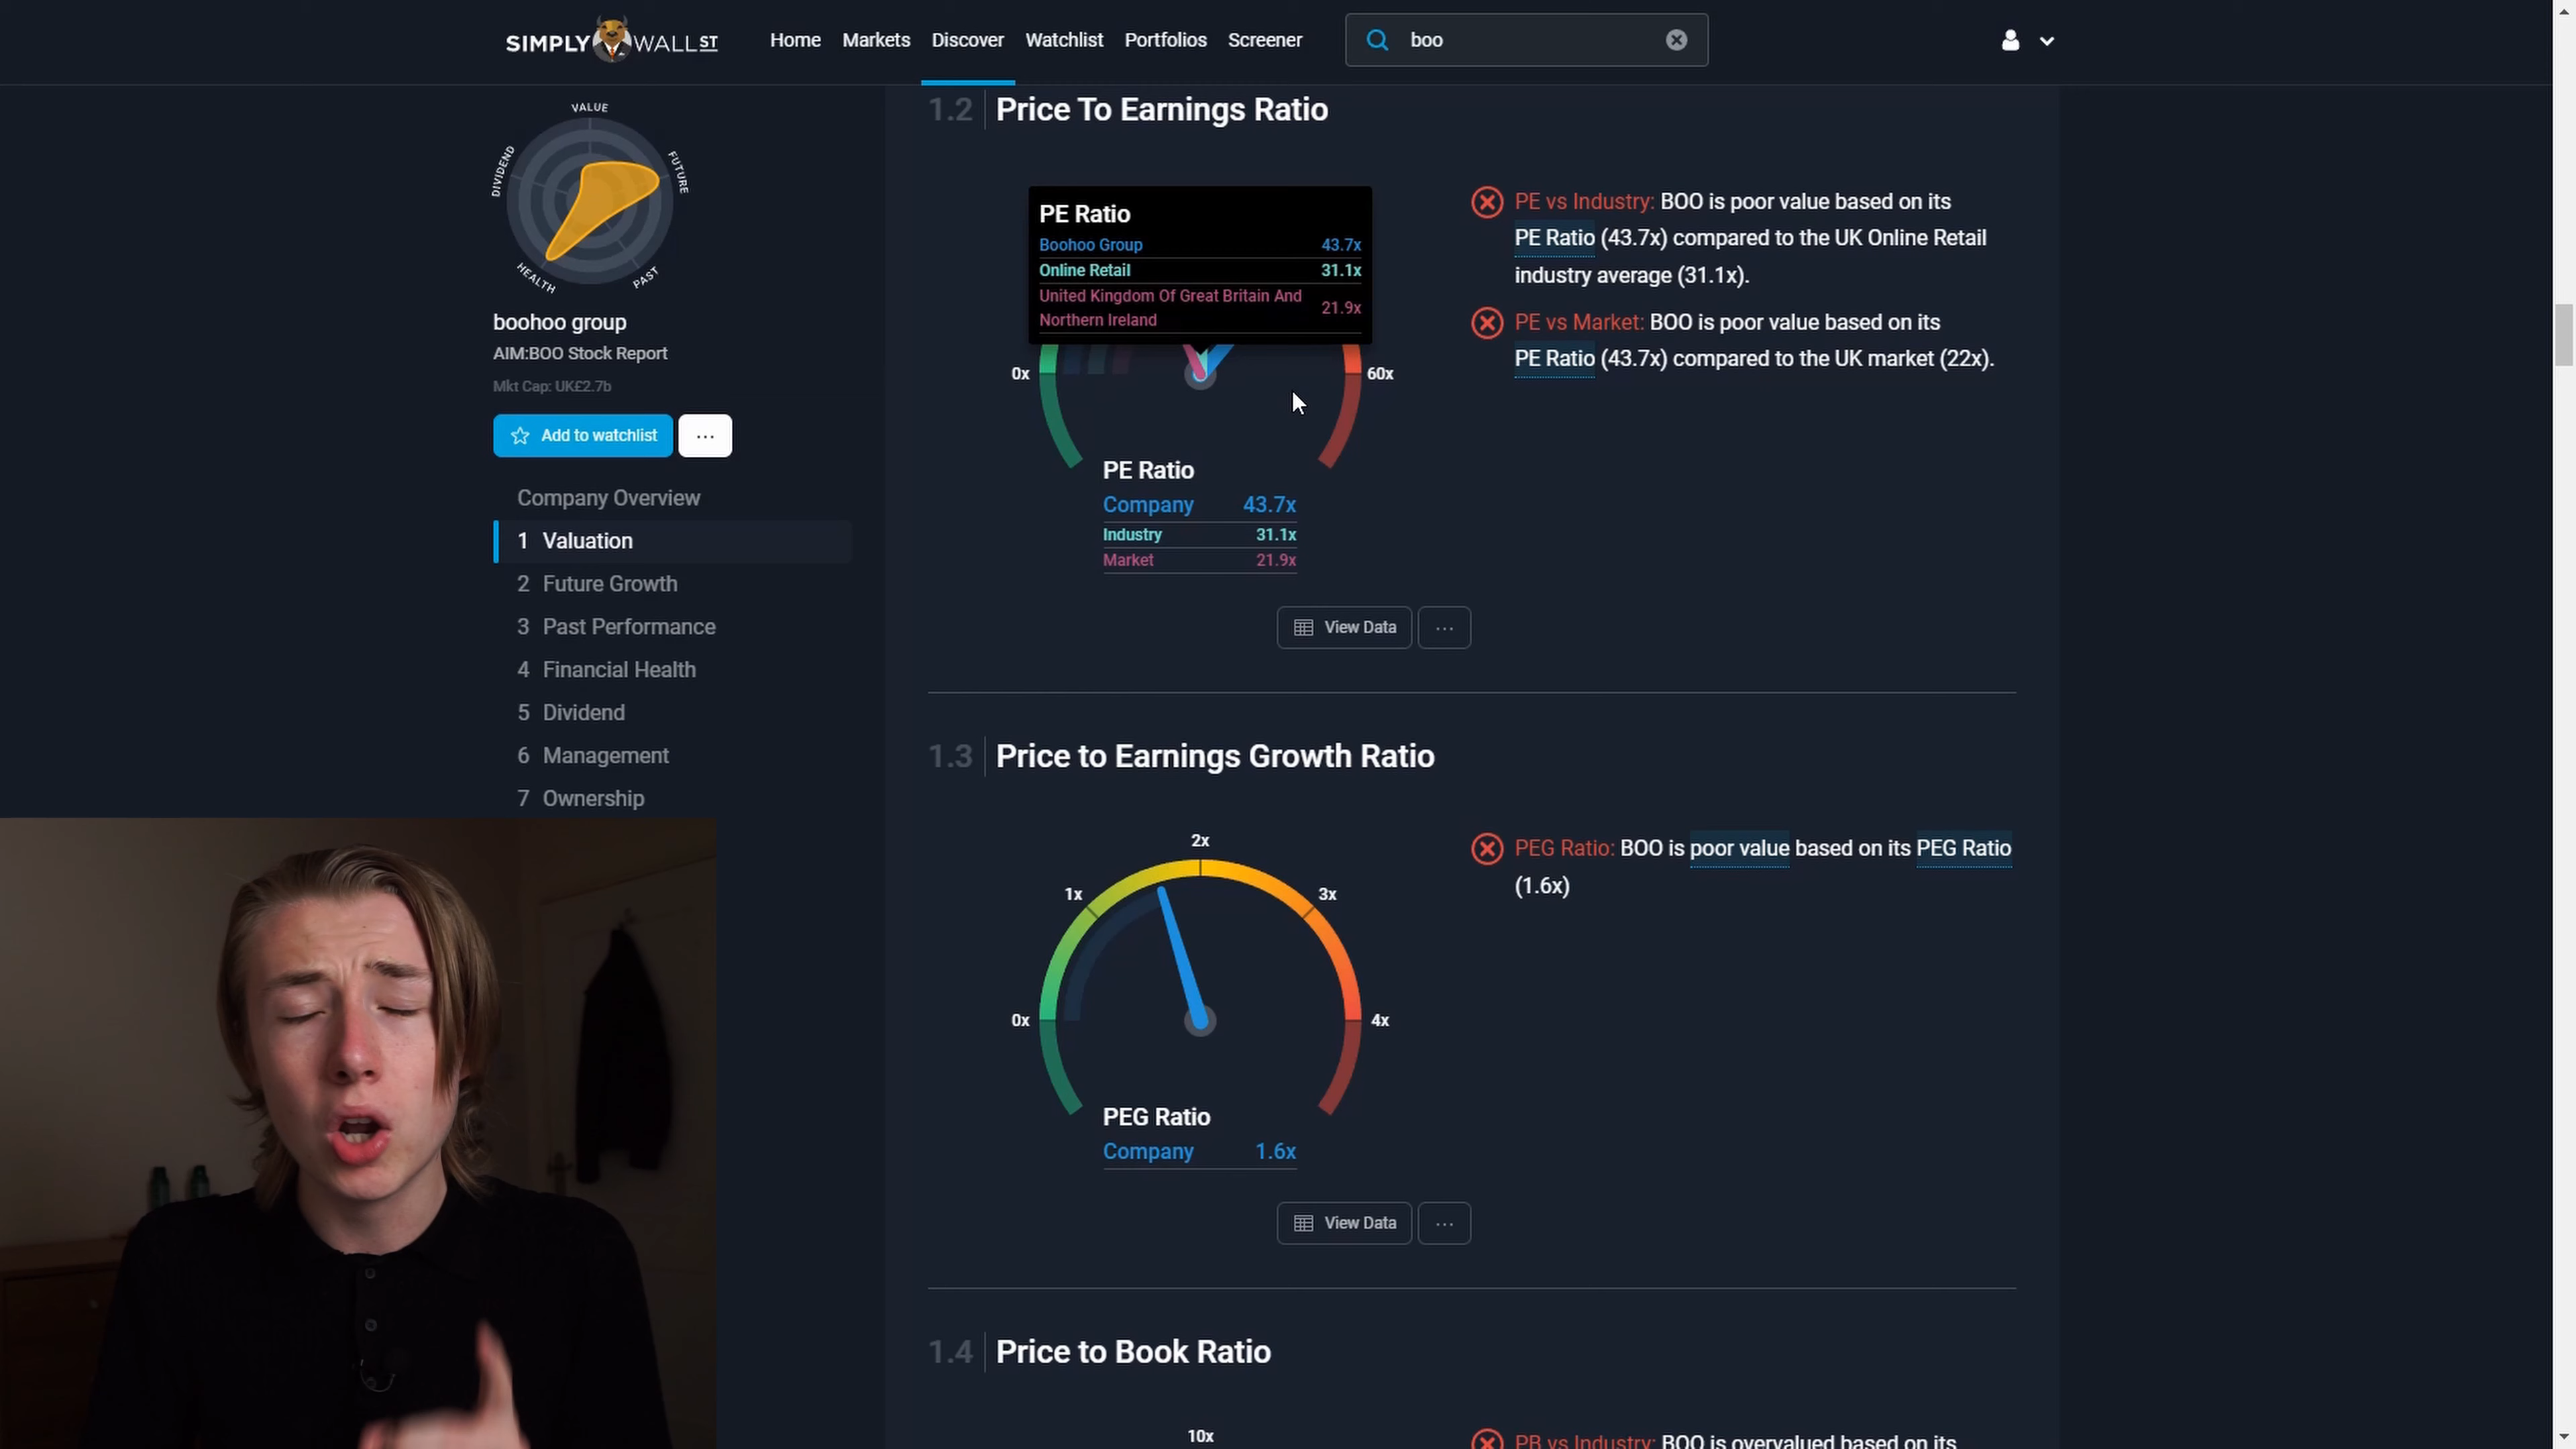 SIMPLY WALL ST
Home Markets Discover Watchlist Portfolios Screener
boo
VALUE
FUTURE
PAST
HEALTH
DIVIDEND
boohoo group
AIM:BOO Stock Report
Mkt Cap: UK£2.7b
Add to watchlist
...
Company Overview
1 Valuation
2 Future Growth
3 Past Performance
4 Financial Health
5 Dividend
6 Management
7 Ownership
1.2 Price To Earnings Ratio
PE Ratio
Boohoo Group 43.7x
Online Retail 31.1x
United Kingdom Of Great Britain And
Northern Ireland 21.9x
0x
60x
PE Ratio
Company 43.7x
Industry 31.1x
Market 21.9x
PE vs Industry: BOO is poor value based on its
PE Ratio (43.7x) compared to the UK Online Retail
industry average (31.1x).
PE vs Market: BOO is poor value based on its
PE Ratio (43.7x) compared to the UK market (22x).
View Data
...
1.3 Price to Earnings Growth Ratio
0x
1x
2x
3x
4x
PEG Ratio
Company 1.6x
PEG Ratio: BOO is poor value based on its PEG Ratio
(1.6x)
View Data
...
1.4 Price to Book Ratio
10x
PB vs Industry: BOO is overvalued based on its